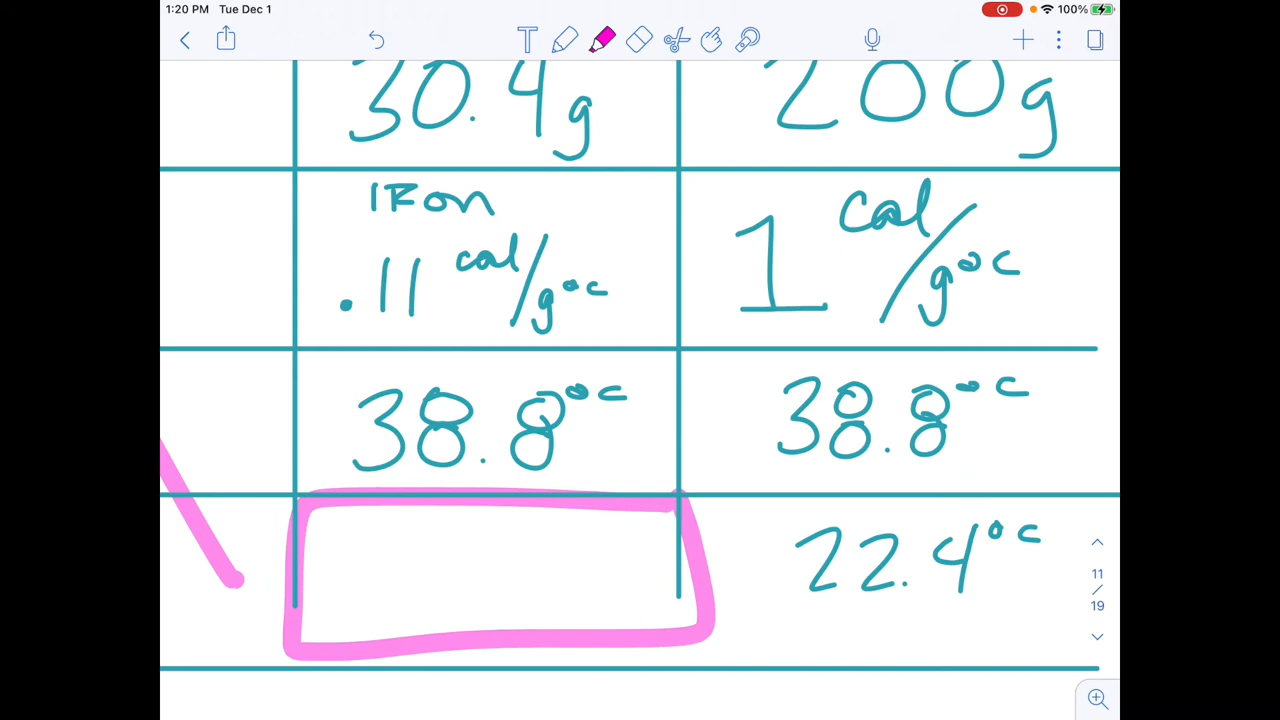 1:20 PM Tue Dec 1
100%
T
30.4g
200g
IRon
.11 cal/g°C
1 cal/g°C
38.8°C
38.8°C
22.4°C
11
/
19